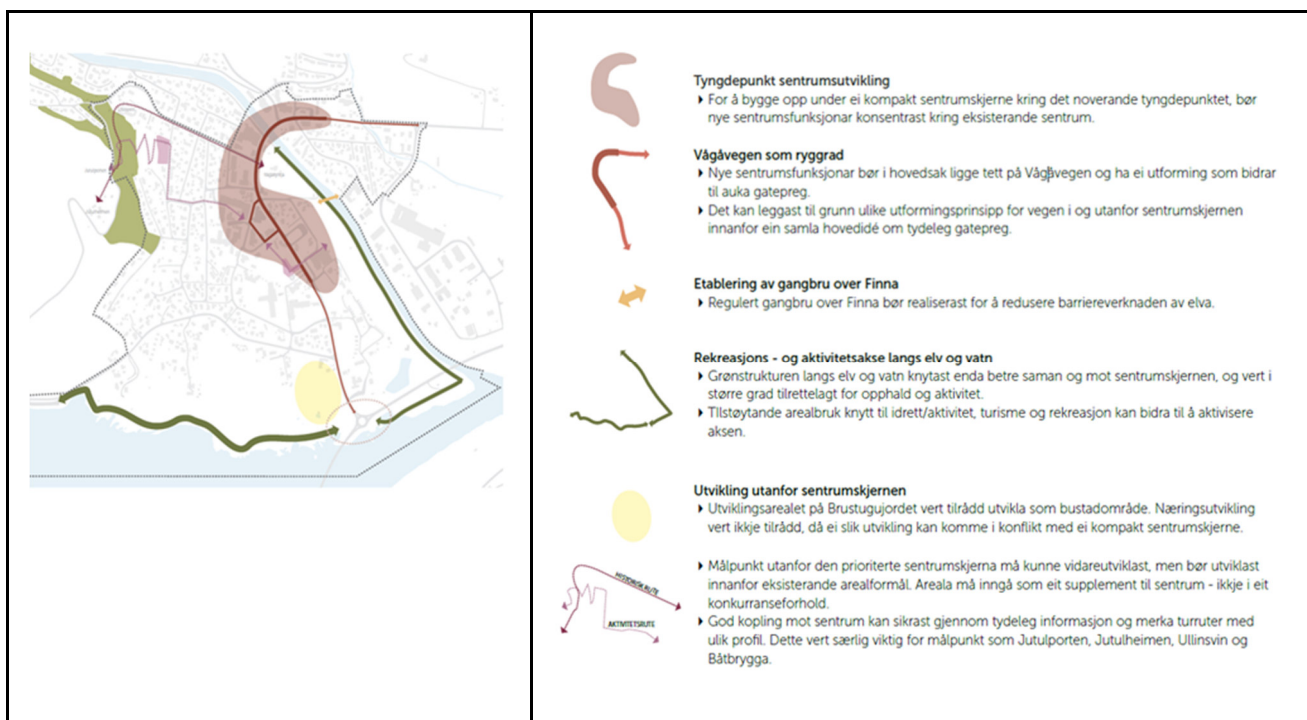 Tyngdepunkt sentrumsutvikling
For å bygge opp under ei kompakt sentrumskjerne kring det noverande tyngdepunktet, bør
nye sentrumsfunksjonar konsentrast kring eksisterande sentrum.
Vågåvegen som ryggrad
Nye sentrumsfunksjonar bør i hovedsak ligge tett på Vågåvegen og ha ei utforming som bidrar
til auka gatepreg.
Det kan leggast til grunn ulike utformingsprinsipp for vegen i og utanfor sentrumskjernen
innanfor ein samla hovedidé om tydeleg gatepreg.
Etablering av gangbru over Finna
Regulert gangbru over Finna bør realiserast for å redusere barriereverknaden av elva.
Rekreasjons - og aktivitetsakse langs elv og vatn
Grønstrukturen langs elv og vatn knytast enda betre saman og mot sentrumskjernen, og vert i
større grad tilrettelagt for opphald og aktivitet.
TIlstøytande arealbruk knytt til idrett/aktivitet, turisme og rekreasjon kan bidra til å aktivisere
aksen.
Utvikling utanfor sentrumskjernen
Utviklingsarealet på Brustugujordet vert tilrådd utvikla som bustadområde. Næringsutvikling
vert ikkje tilrådd, då ei slik utvikling kan komme i konflikt med ei kompakt sentrumskjerne.
Målpunkt utanfor den prioriterte sentrumskjerna må kunne vidareutviklast, men bør utviklast
innanfor eksisterande arealformål. Areala må inngå som eit supplement til sentrum - ikkje i eit
konkurranseforhold.
God kopling mot sentrum kan sikrast gjennom tydeleg informasjon og merka turruter med
ulik profil. Dette vert særlig viktig for målpunkt som Jutulporten, Jutulheimen, Ullinsvin og
Båtbrygga.
HISTORISK RUTE
AKTIVITETSRUTE